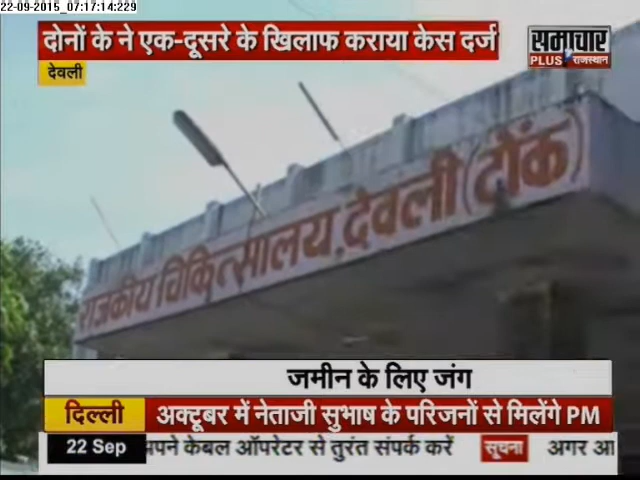 22-09-2015_07:17:14:229
दोनों के ने एक-दूसरे के खिलाफ कराया केस दर्ज
समाचार
PLUS राजस्थान
देवली
राजकीय चिकित्सालय देवली (टोंक)
जमीन के लिए जंग
दिल्ली
अक्टूबर में नेताजी सुभाष के परिजनों से मिलेंगे PM
22 Sep
केबल ऑपरेटर से तुरंत संपर्क करें
सूचना
अगर